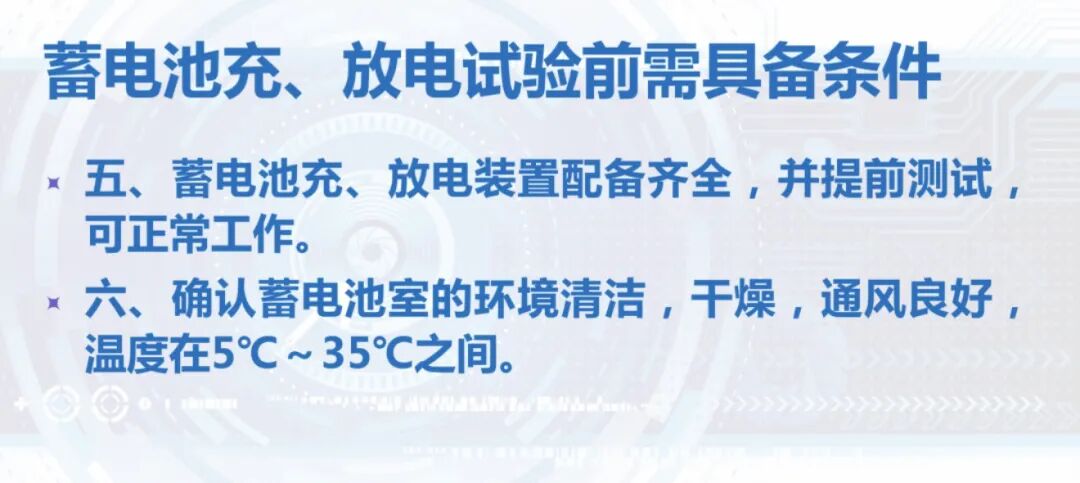 蓄电池充、放电试验前需具备条件
五、蓄电池充、放电装置配备齐全，并提前测试，
可正常工作。
六、确认蓄电池室的环境清洁，干燥，通风良好，
温度在5℃～35℃之间。